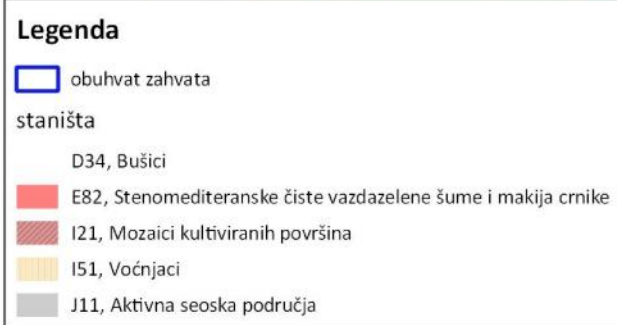 Legenda
obuhvat zahvata
staništa
D34, Bušici
E82, Stenomediteranske čiste vazdazelene šume i makija crnike
I21, Mozaici kultiviranih površina
I51, Voćnjaci
J11, Aktivna seoska područja